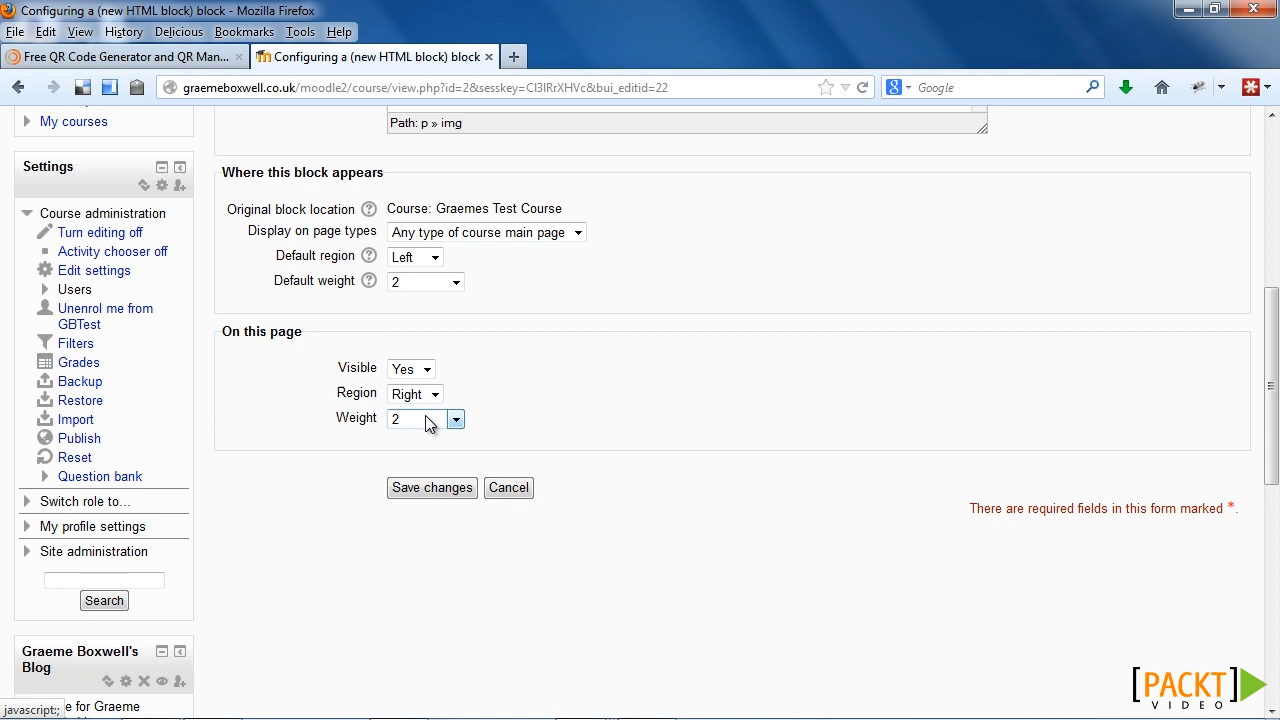 Configuring a (new HTML block) block - Mozilla Firefox
File Edit View History Delicious Bookmarks Tools Help
Free QR Code Generator and QR Man... × Configuring a (new HTML block) block ×
graemeboxwell.co.uk/moodle2/course/view.php?id=2&sesskey=CI3INXHVc&bui_editid=22
Google
My courses
Path: p » img
Settings
Course administration
Turn editing off
Activity chooser off
Edit settings
Users
Unenrol me from
GBTest
Filters
Grades
Backup
Restore
Import
Publish
Reset
Question bank
Switch role to...
My profile settings
Site administration
Search
Graeme Boxwell's
Blog
e for Graeme
javascript:;
Where this block appears
Original block location Course: Graemes Test Course
Display on page types Any type of course main page
Default region Left
Default weight 2
On this page
Visible Yes
Region Right
Weight 2
Save changes Cancel
There are required fields in this form marked *.
[PACKT]
VIDEO